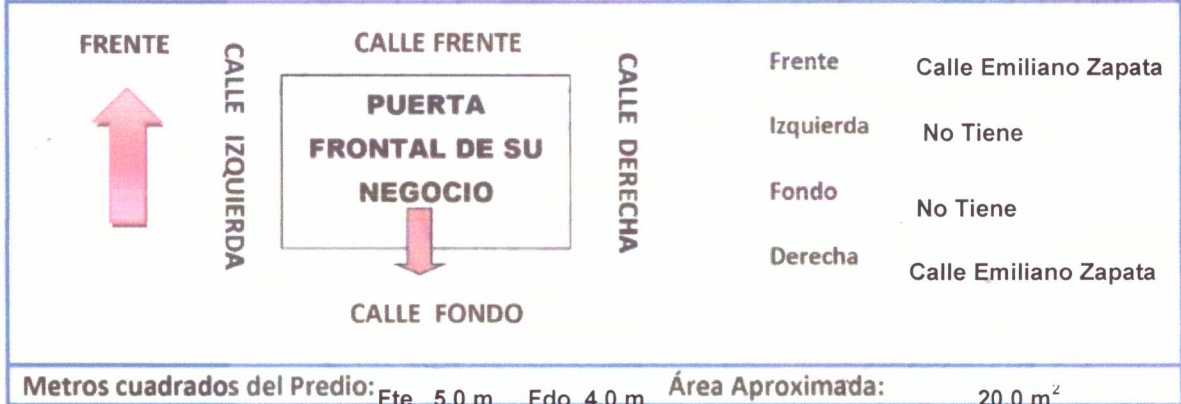 FRENTE
CALLE IZQUIERDA
CALLE FRENTE
PUERTA
FRONTAL DE SU
NEGOCIO
CALLE DERECHA
CALLE FONDO
Frente Calle Emiliano Zapata
Izquierda No Tiene
Fondo No Tiene
Derecha Calle Emiliano Zapata
Metros cuadrados del Predio: Fte 5.0 m Fdo 4.0 m Área Aproximada: 20.0 m²